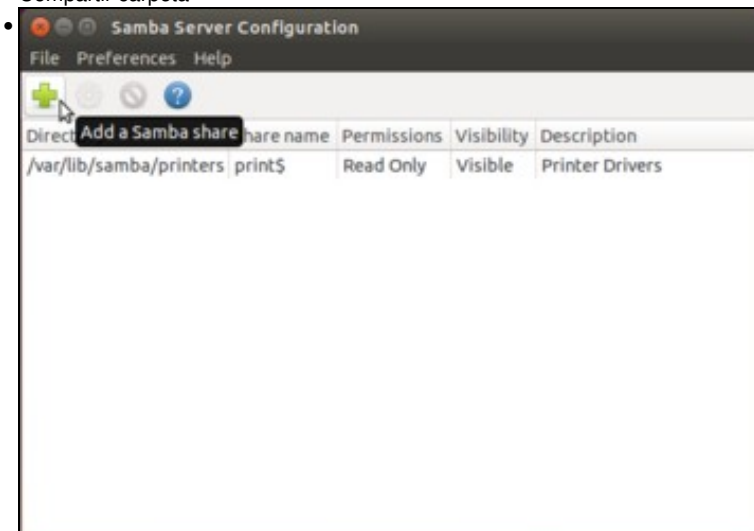 Compartir carpeta
Samba Server Configuration
File Preferences Help
Add a Samba share
Direct hare name Permissions Visibility Description
/var/lib/samba/printers print$ Read Only Visible Printer Drivers